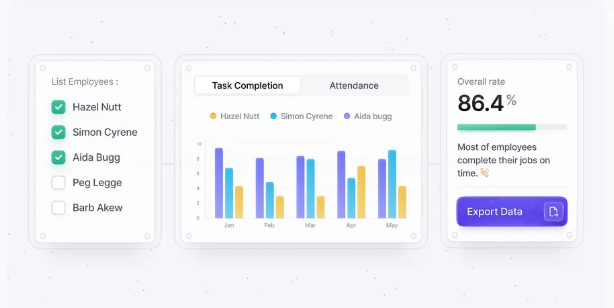 List Employees :
Hazel Nutt
Simon Cyrene
Aida Bugg
Peg Legge
Barb Akew
Task Completion
Attendance
Hazel Nutt
Simon Cyrene
Aida bugg
10
8
6
4
2
0
Jan
Feb
Mar
Apr
May
Overall rate
86.4%
Most of employees
complete their jobs on
time. 👏
Export Data